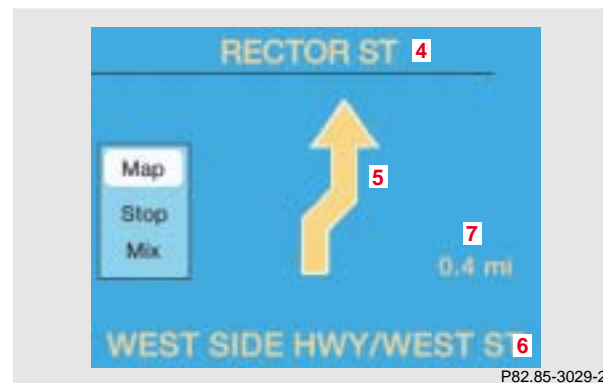 RECTOR ST 4
Map
5
Stop
7
Mix
0.4 mi
WEST SIDE HWY/WEST ST 6
P82.85-3029-2